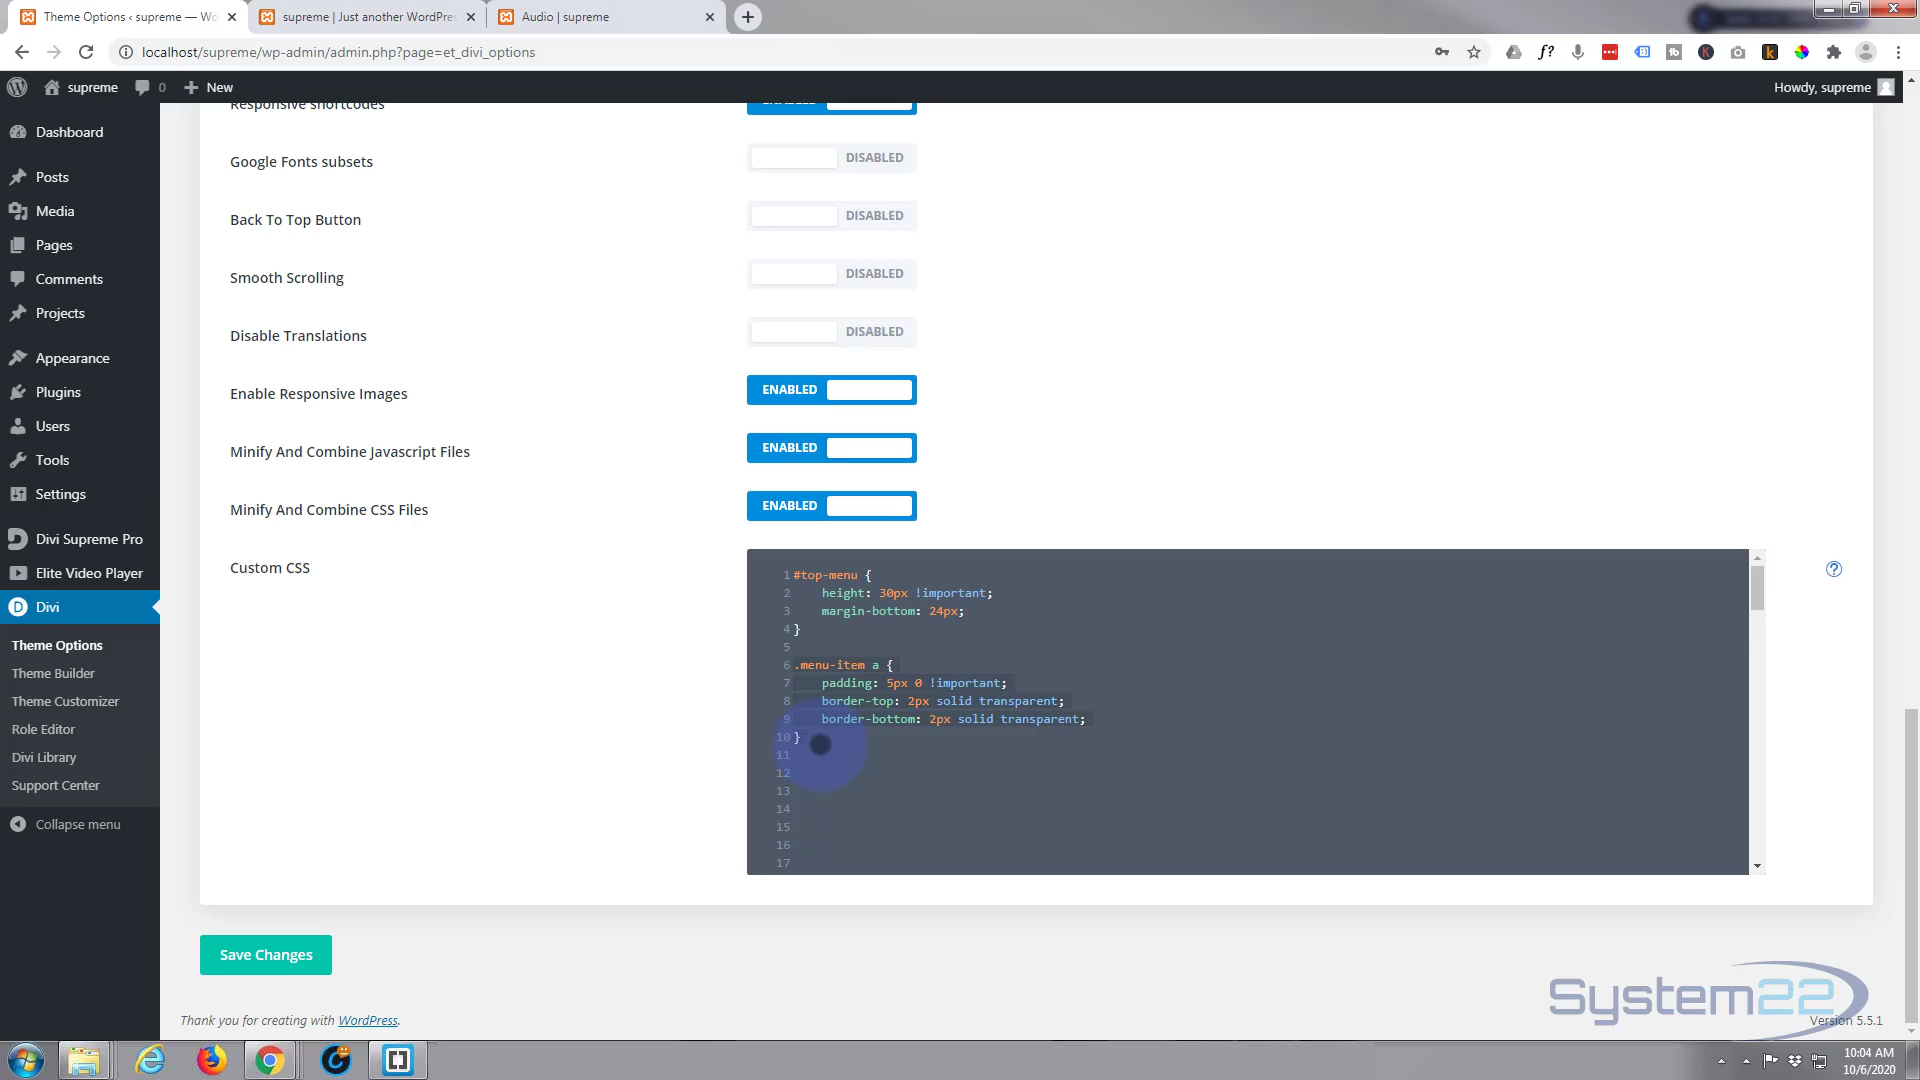 Theme Options ‹ supreme — Wo
supreme | Just another WordPres
Audio | supreme
localhost/supreme/wp-admin/admin.php?page=et_divi_options
supreme
0
New
Howdy, supreme
Dashboard
Posts
Media
Pages
Comments
Projects
Appearance
Plugins
Users
Tools
Settings
Divi Supreme Pro
Elite Video Player
Divi
Theme Options
Theme Builder
Theme Customizer
Role Editor
Divi Library
Support Center
Collapse menu
Responsive shortcodes
ENABLED
Google Fonts subsets
DISABLED
Back To Top Button
DISABLED
Smooth Scrolling
DISABLED
Disable Translations
DISABLED
Enable Responsive Images
ENABLED
Minify And Combine Javascript Files
ENABLED
Minify And Combine CSS Files
ENABLED
Custom CSS
1 #top-menu {
2 height: 30px !important;
3 margin-bottom: 24px;
4 }
5
6 .menu-item a {
7 padding: 5px 0 !important;
8 border-top: 2px solid transparent;
9 border-bottom: 2px solid transparent;
10 }
11
12
13
14
15
16
17
Save Changes
Thank you for creating with WordPress.
System22
Version 5.5.1
10:04 AM
10/6/2020